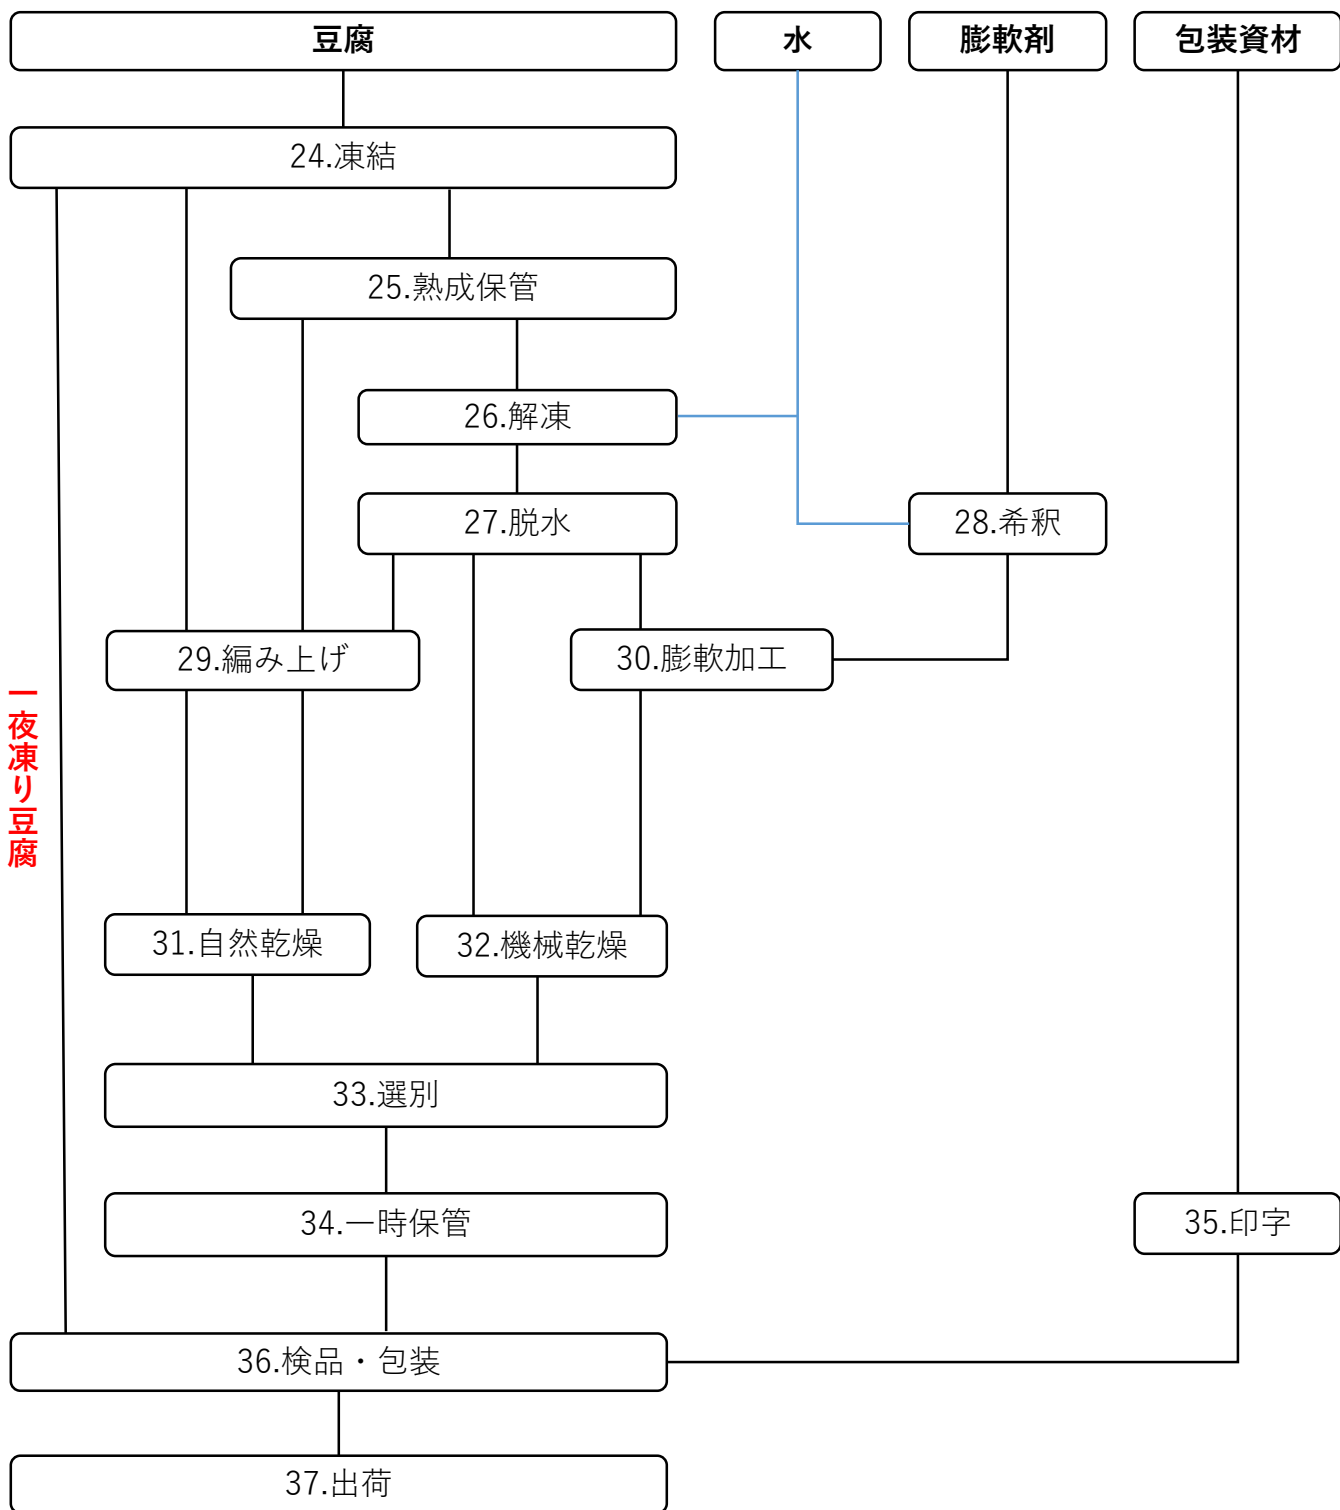 豆腐
水
膨軟剤
包装資材
24.凍結
25.熟成保管
26.解凍
27.脱水
28.希釈
29.編み上げ
30.膨軟加工
一夜凍り豆腐
31.自然乾燥
32.機械乾燥
33.選別
34.一時保管
35.印字
36.検品・包装
37.出荷